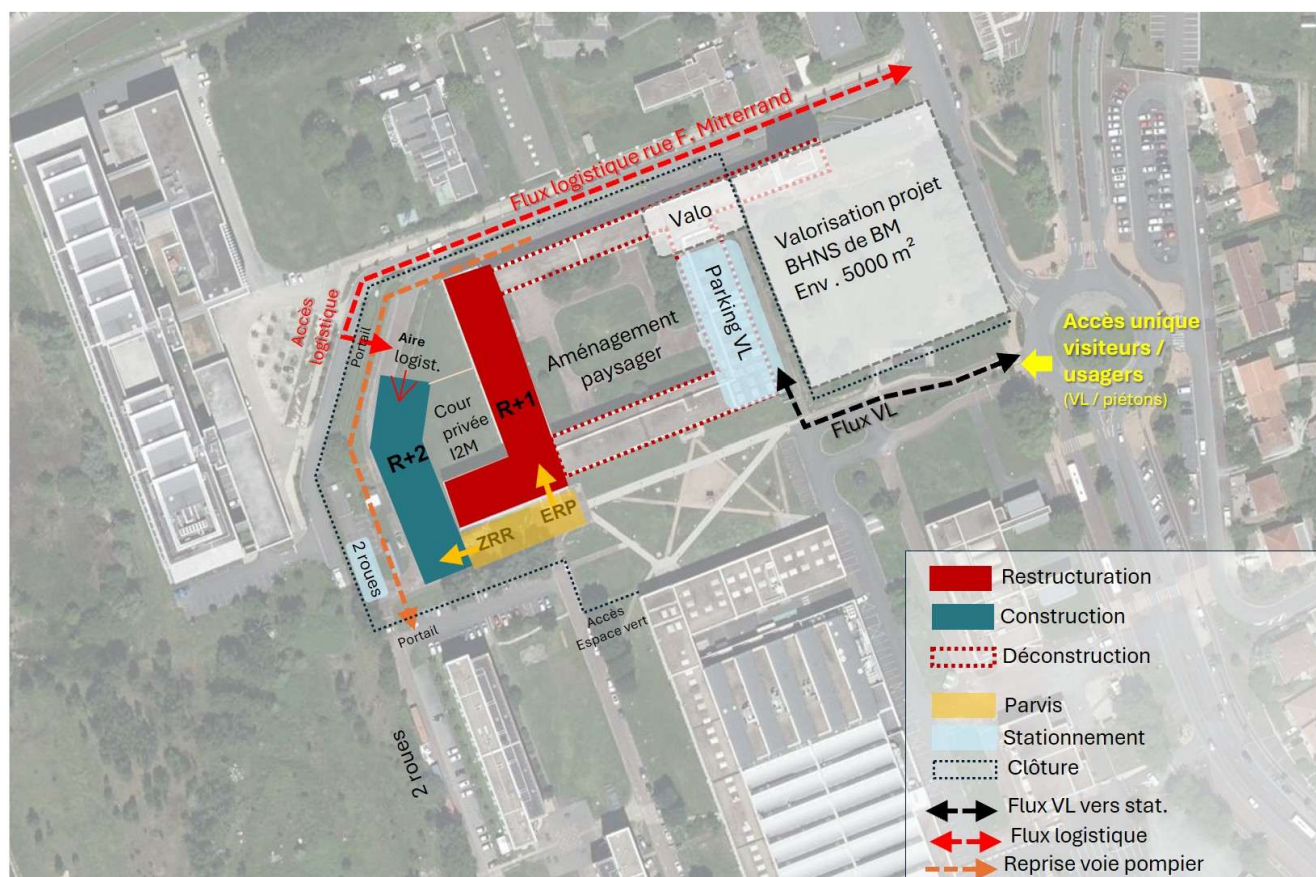 Flux logistique rue F. Mitterrand
Valo
Valorisation projet
BHNS de BM
Env . 5000 m²
Accès
logistique
Portail
Aire
logist.
Aménagement
paysager
Parking VL
Accès unique
visiteurs /
usagers
(VL / piétons)
R+1
Cour
privée
I2M
R+2
Flux VL
ERP
ZRR
2 roues
Portail
Accès
Espace vert
2 roues
Restructuration
Construction
Déconstruction
Parvis
Stationnement
Clôture
Flux VL vers stat.
Flux logistique
Reprise voie pompier